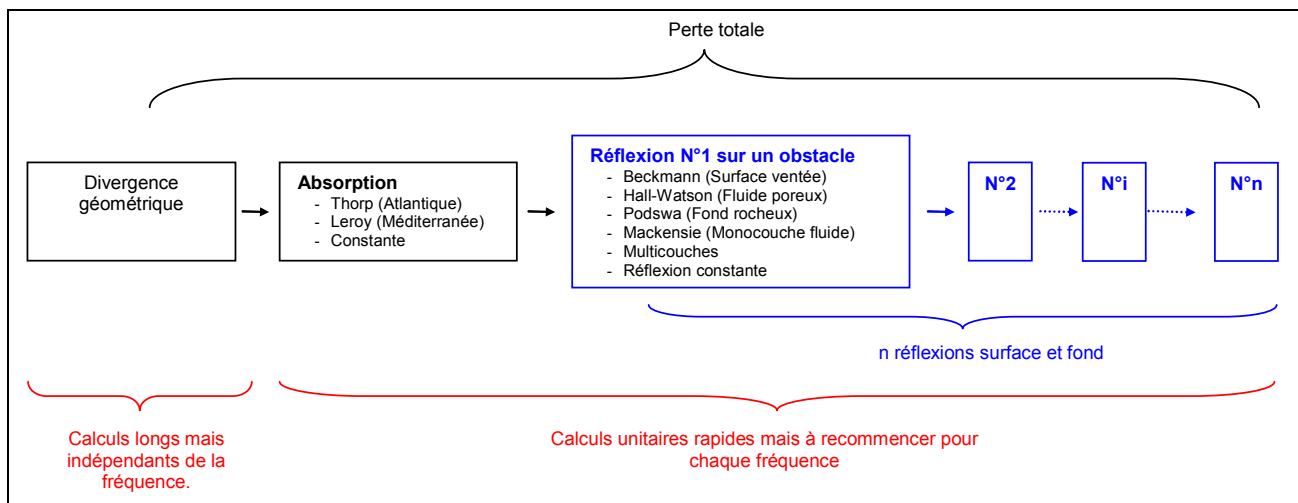 Perte totale
Divergence
géométrique
Absorption
- Thorp (Atlantique)
- Leroy (Méditerranée)
- Constante
Réflexion N°1 sur un obstacle
- Beckmann (Surface ventée)
- Hall-Watson (Fluide poreux)
- Podswa (Fond rocheux)
- Mackensie (Monocouche fluide)
- Multicouches
- Réflexion constante
N°2
N°i
N°n
n réflexions surface et fond
Calculs longs mais
indépendants de la
fréquence.
Calculs unitaires rapides mais à recommencer pour
chaque fréquence